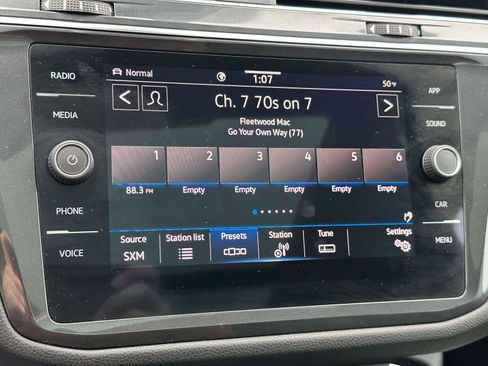 RADIO
MEDIA
PHONE
VOICE
Normal
1:07
50°F
Ch. 7 70s on 7
Fleetwood Mac
Go Your Own Way (77)
1 2 3 4 5 6
88.3 FM Empty Empty Empty Empty Empty
Source Station list Presets Station Tune Settings
SXM
APP
SOUND
CAR
MENU